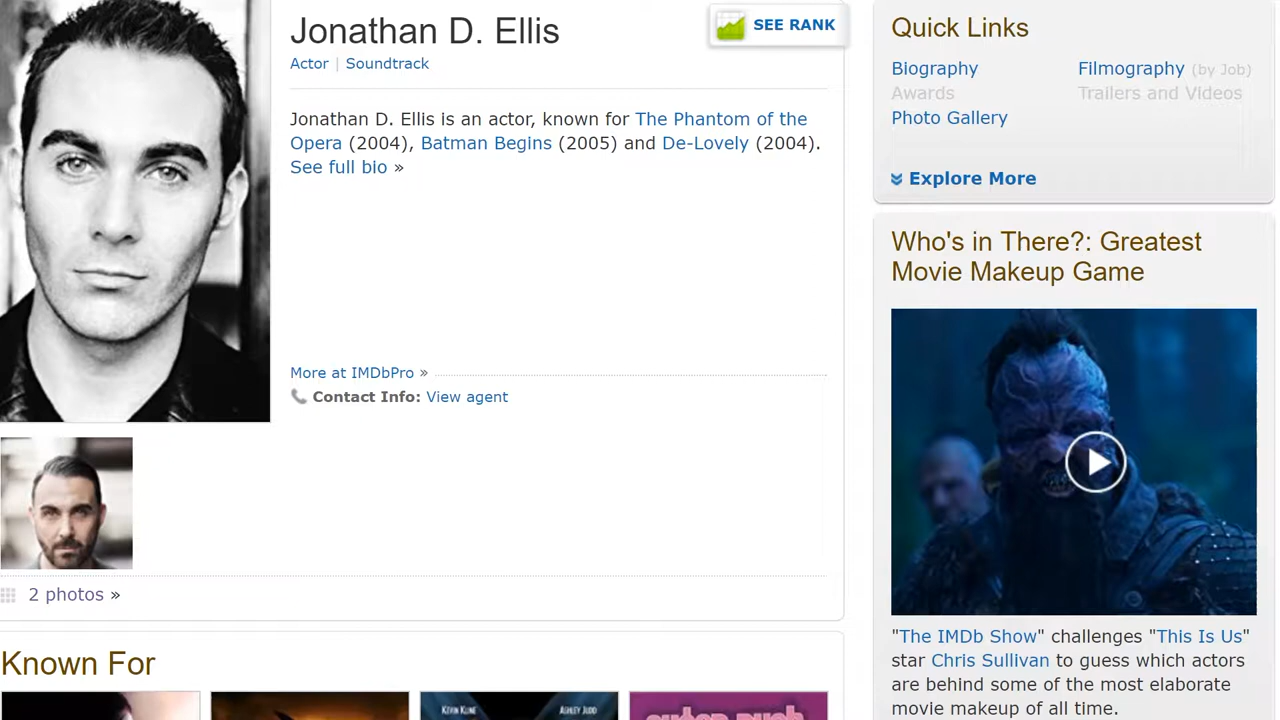 Jonathan D. Ellis
SEE RANK
Actor | Soundtrack
Jonathan D. Ellis is an actor, known for The Phantom of the
Opera (2004), Batman Begins (2005) and De-Lovely (2004).
See full bio »
More at IMDbPro »
Contact Info: View agent
2 photos »
Known For
KEVIN KLINE
ASHLEY JUDD
Quick Links
Biography
Filmography (by Job)
Awards
Trailers and Videos
Photo Gallery
Explore More
Who's in There?: Greatest
Movie Makeup Game
"The IMDb Show" challenges "This Is Us"
star Chris Sullivan to guess which actors
are behind some of the most elaborate
movie makeup of all time.